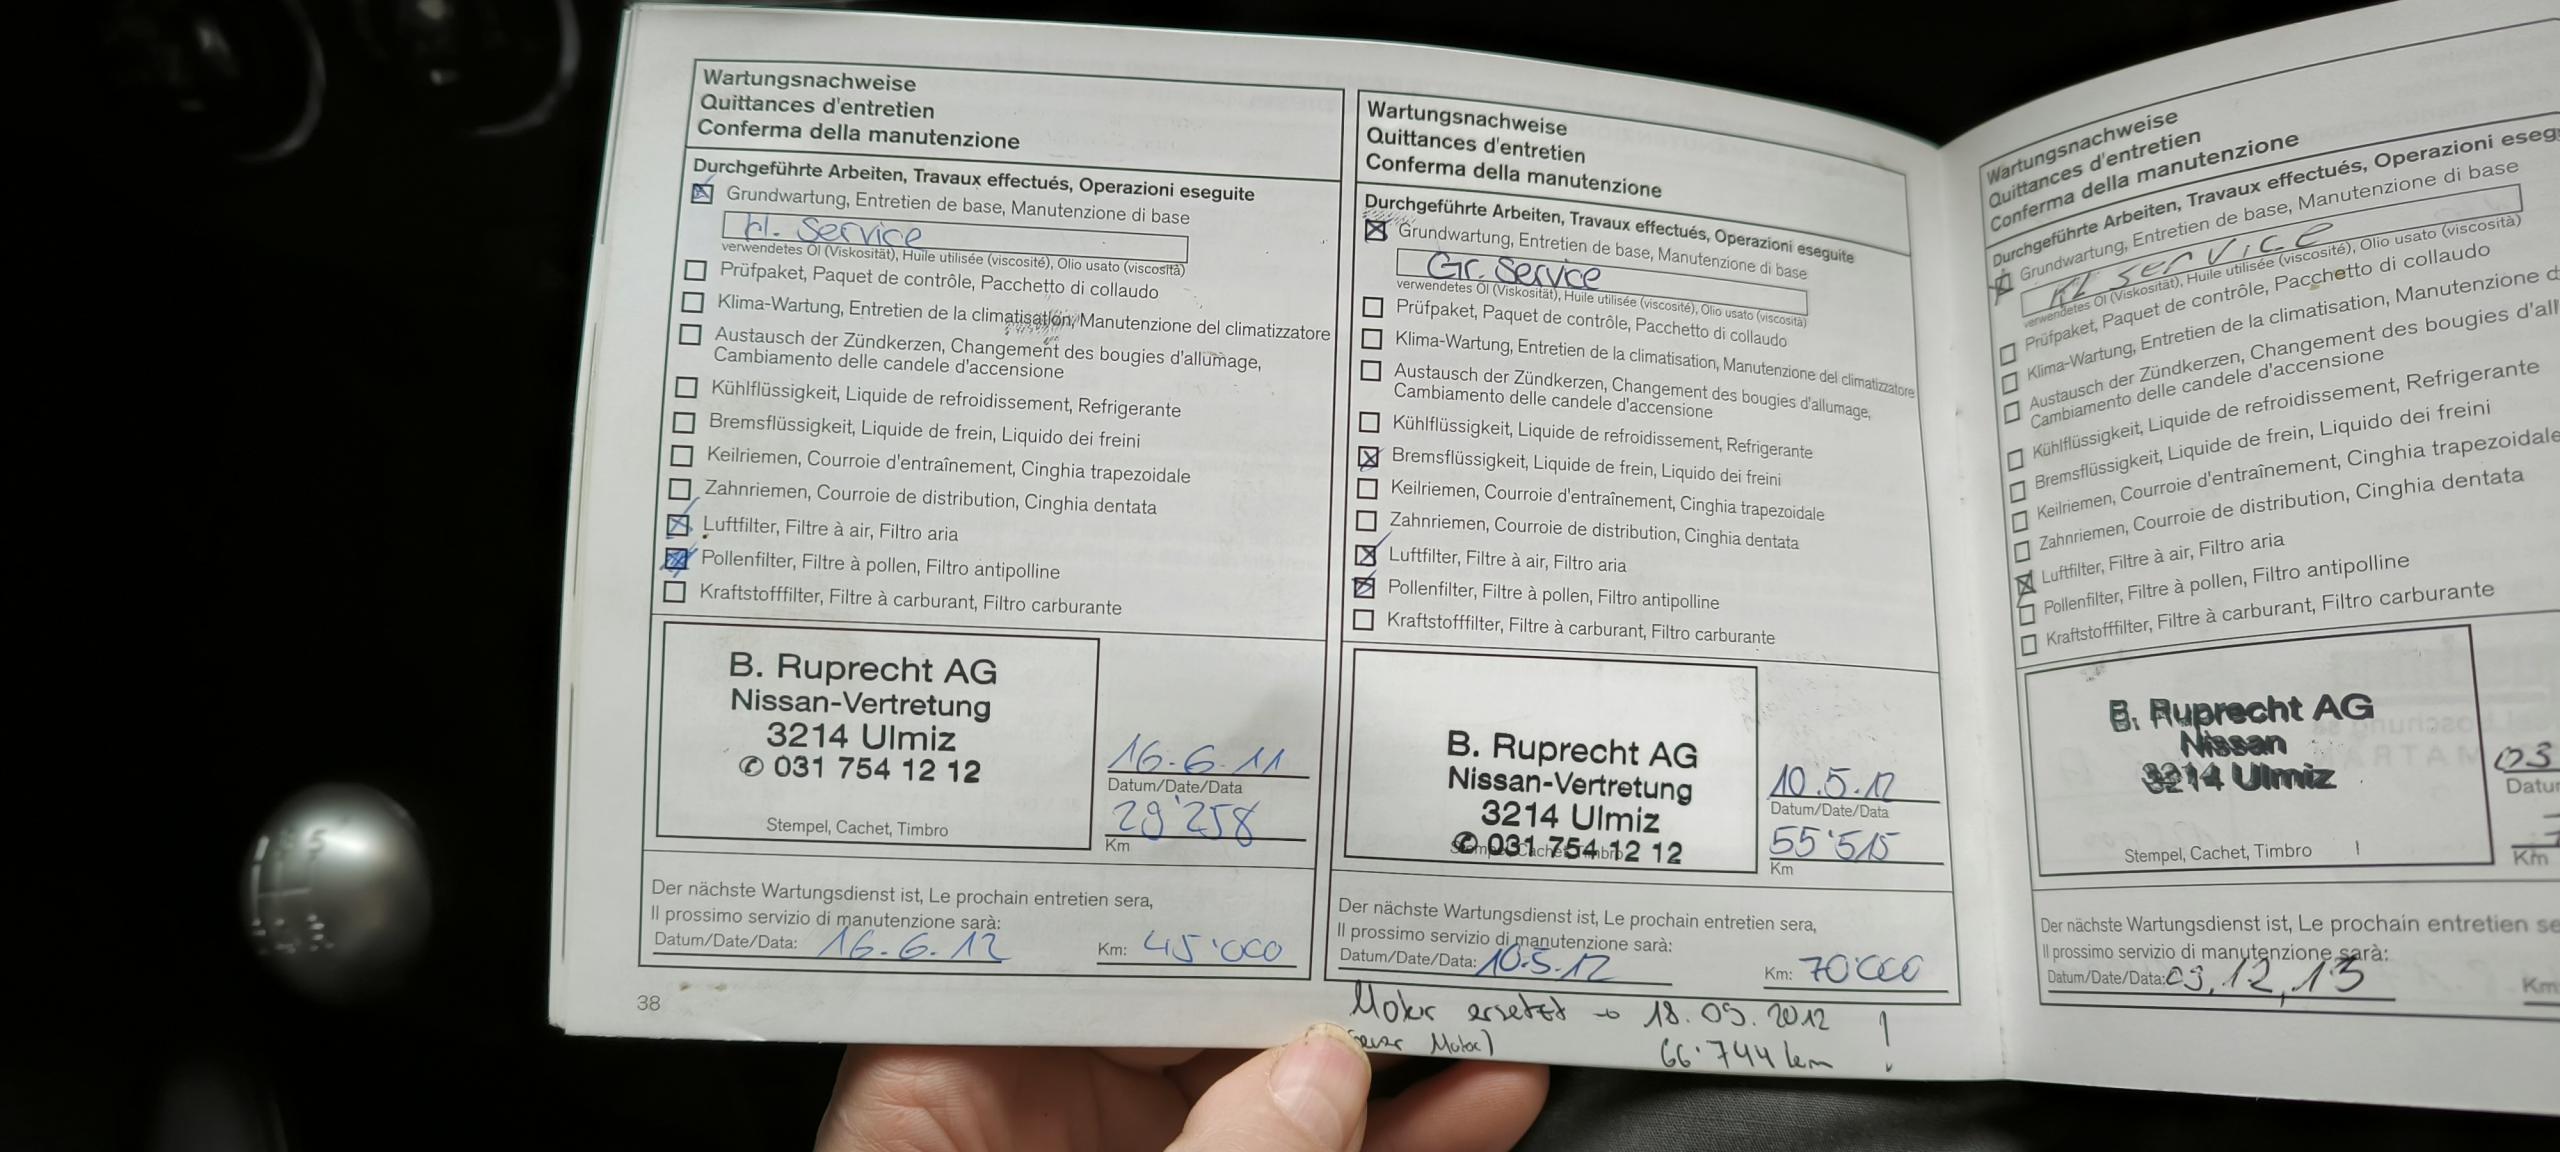 Wartungsnachweise
Quittances d'entretien
Conferma della manutenzione
Durchgeführte Arbeiten, Travaux effectués, Operazioni eseguite
Grundwartung, Entretien de base, Manutenzione di base
kl. Service
verwendetes Öl (Viskosität), Huile utilisée (viscosité), Olio usato (viscosità)
Prüfpaket, Paquet de contrôle, Pacchetto di collaudo
Klima-Wartung, Entretien de la climatisation, Manutenzione del climatizzatore
Austausch der Zündkerzen, Changement des bougies d'allumage,
Cambiamento delle candele d'accensione
Kühlflüssigkeit, Liquide de refroidissement, Refrigerante
Bremsflüssigkeit, Liquide de frein, Liquido dei freini
Keilriemen, Courroie d'entraînement, Cinghia trapezoidale
Zahnriemen, Courroie de distribution, Cinghia dentata
Luftfilter, Filtre à air, Filtro aria
Pollenfilter, Filtre à pollen, Filtro antipolline
Kraftstofffilter, Filtre à carburant, Filtro carburante
B. Ruprecht AG
Nissan-Vertretung
3214 Ulmiz
✆ 031 754 12 12
Stempel, Cachet, Timbro
16.6.11
Datum/Date/Data
29'258
Km
Der nächste Wartungsdienst ist, Le prochain entretien sera,
Il prossimo servizio di manutenzione sarà:
Datum/Date/Data: 16.6.12 Km: 45'000
38
Wartungsnachweise
Quittances d'entretien
Conferma della manutenzione
Durchgeführte Arbeiten, Travaux effectués, Operazioni eseguite
Grundwartung, Entretien de base, Manutenzione di base
Gr. Service
verwendetes Öl (Viskosität), Huile utilisée (viscosité), Olio usato (viscosità)
Prüfpaket, Paquet de contrôle, Pacchetto di collaudo
Klima-Wartung, Entretien de la climatisation, Manutenzione del climatizzatore
Austausch der Zündkerzen, Changement des bougies d'allumage,
Cambiamento delle candele d'accensione
Kühlflüssigkeit, Liquide de refroidissement, Refrigerante
Bremsflüssigkeit, Liquide de frein, Liquido dei freini
Keilriemen, Courroie d'entraînement, Cinghia trapezoidale
Zahnriemen, Courroie de distribution, Cinghia dentata
Luftfilter, Filtre à air, Filtro aria
Pollenfilter, Filtre à pollen, Filtro antipolline
Kraftstofffilter, Filtre à carburant, Filtro carburante
B. Ruprecht AG
Nissan-Vertretung
3214 Ulmiz
✆ 031 754 12 12
Stempel, Cachet, Timbro
10.5.12
Datum/Date/Data
55'515
Km
Der nächste Wartungsdienst ist, Le prochain entretien sera,
Il prossimo servizio di manutenzione sarà:
Datum/Date/Data: 10.5.12 Km: 70'000
Motor ersetzt → 18.09.2012 !
Motor) 66'744 km
Wartungsnachweise
Quittances d'entretien
Conferma della manutenzione
Durchgeführte Arbeiten, Travaux effectués, Operazioni eseg
Grundwartung, Entretien de base, Manutenzione di base
Kl service
verwendetes Öl (Viskosität), Huile utilisée (viscosité), Olio usato (viscosità)
Prüfpaket, Paquet de contrôle, Pacchetto di collaudo
Klima-Wartung, Entretien de la climatisation, Manutenzione d
Austausch der Zündkerzen, Changement des bougies d'all
Cambiamento delle candele d'accensione
Kühlflüssigkeit, Liquide de refroidissement, Refrigerante
Bremsflüssigkeit, Liquide de frein, Liquido dei freini
Keilriemen, Courroie d'entraînement, Cinghia trapezoidale
Zahnriemen, Courroie de distribution, Cinghia dentata
Luftfilter, Filtre à air, Filtro aria
Pollenfilter, Filtre à pollen, Filtro antipolline
Kraftstofffilter, Filtre à carburant, Filtro carburante
B. Ruprecht AG
Nissan
3214 Ulmiz
Stempel, Cachet, Timbro
03
Datu
Km
Der nächste Wartungsdienst ist, Le prochain entretien se
Il prossimo servizio di manutenzione sarà:
Datum/Date/Data: 03.12.13 Km: